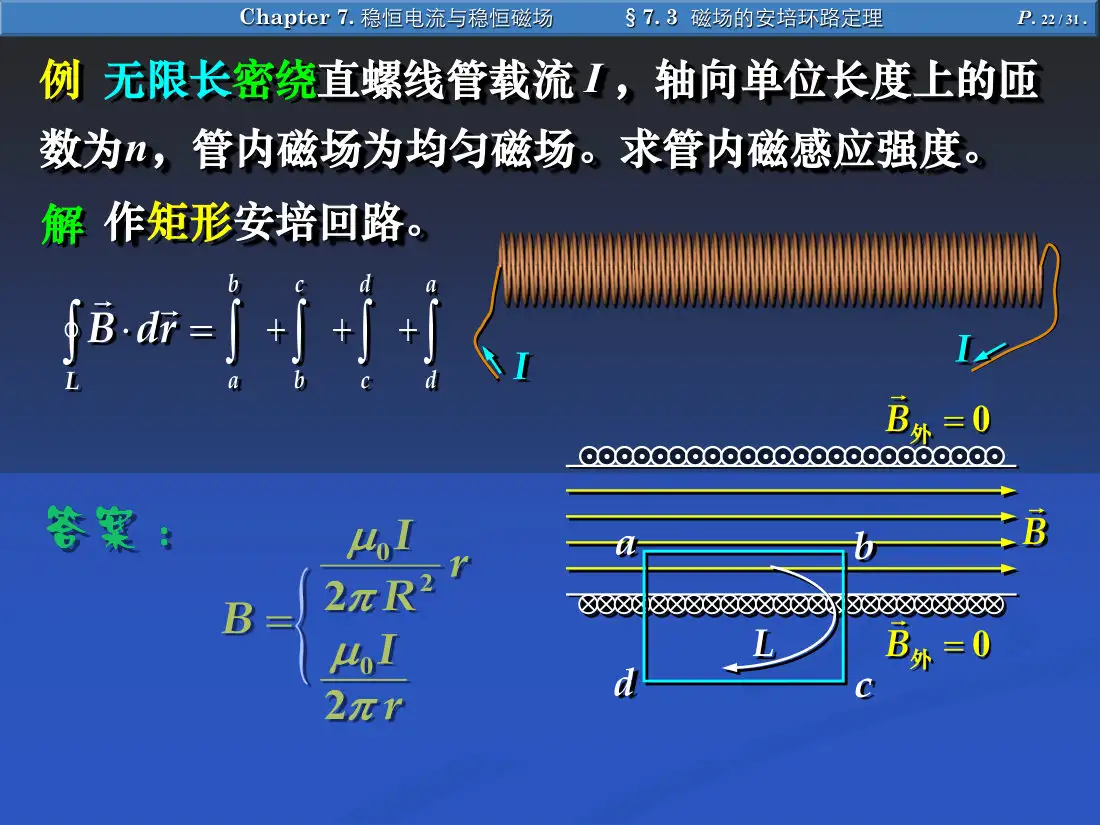 Chapter 7. 稳恒电流与稳恒磁场 §7.3 磁场的安培环路定理 P. 22 / 31 .
例 无限长密绕直螺线管载流 I ，轴向单位长度上的匝
数为n，管内磁场为均匀磁场。求管内磁感应强度。
解 作矩形安培回路。
∮_L B⃗ · dr⃗ = ∫_a^b + ∫_b^c + ∫_c^d + ∫_d^a
I I
B⃗外 = 0
B⃗
a b
L
B⃗外 = 0
d c
答案：
B = { μ₀I / 2πR² r
μ₀I / 2πr